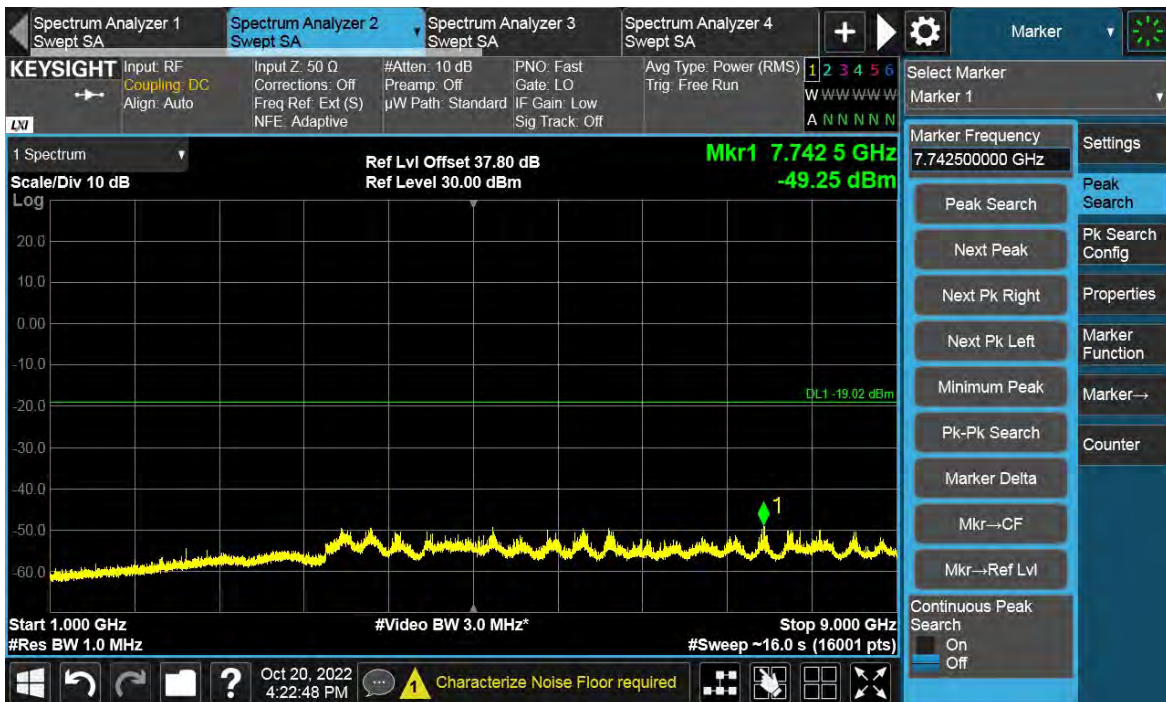 Spectrum Analyzer 1
Swept SA
Spectrum Analyzer 2
Swept SA
Spectrum Analyzer 3
Swept SA
Spectrum Analyzer 4
Swept SA
Marker
KEYSIGHT
LXI
Input: RF
Coupling: DC
Align: Auto
Input Z: 50 Ω
Corrections: Off
Freq Ref: Ext (S)
NFE: Adaptive
#Atten: 10 dB
Preamp: Off
µW Path: Standard
PNO: Fast
Gate: LO
IF Gain: Low
Sig Track: Off
Avg Type: Power (RMS)
Trig: Free Run
1 2 3 4 5 6
W W W W W W
A N N N N N
Select Marker
Marker 1
1 Spectrum
Scale/Div 10 dB
Log
Ref Lvl Offset 37.80 dB
Ref Level 30.00 dBm
Mkr1 7.742 5 GHz
-49.25 dBm
20.0
10.0
0.00
-10.0
-20.0
-30.0
-40.0
-50.0
-60.0
DL1 -19.02 dBm
1
Start 1.000 GHz
#Res BW 1.0 MHz
#Video BW 3.0 MHz*
Stop 9.000 GHz
#Sweep ~16.0 s (16001 pts)
Marker Frequency
7.742500000 GHz
Peak Search
Next Peak
Next Pk Right
Next Pk Left
Minimum Peak
Pk-Pk Search
Marker Delta
Mkr→CF
Mkr→Ref Lvl
Continuous Peak
Search
On
Off
Settings
Peak
Search
Pk Search
Config
Properties
Marker
Function
Marker→
Counter
?
Oct 20, 2022
4:22:48 PM
1
Characterize Noise Floor required